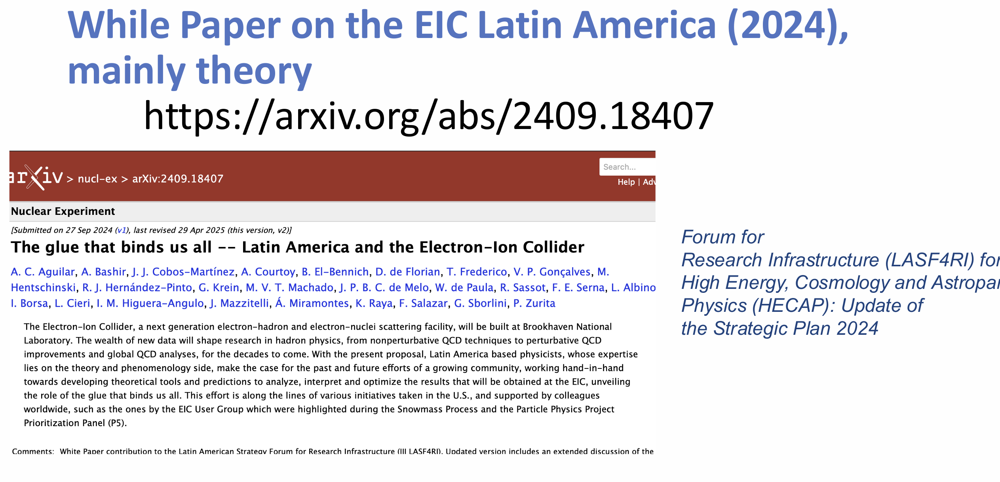 While Paper on the EIC Latin America (2024),
mainly theory
https://arxiv.org/abs/2409.18407
arXiv > nucl-ex > arXiv:2409.18407
Search...
Help |
Nuclear Experiment
[Submitted on 27 Sep 2024 (v1), last revised 29 Apr 2025 (this version, v2)]
The glue that binds us all -- Latin America and the Electron-Ion Collider
A. C. Aguilar, A. Bashir, J. J. Cobos-Martínez, A. Courtoy, B. El-Bennich, D. de Florian, T. Frederico, V. P. Gonçalves, M.
Hentschinski, R. J. Hernández-Pinto, G. Krein, M. V. T. Machado, J. P. B. C. de Melo, W. de Paula, R. Sassot, F. E. Serna, L. Albino
I. Borsa, L. Cieri, I. M. Higuera-Angulo, J. Mazzitelli, Á. Miramontes, K. Raya, F. Salazar, G. Sborlini, P. Zurita
The Electron-Ion Collider, a next generation electron-hadron and electron-nuclei scattering facility, will be built at Brookhaven National
Laboratory. The wealth of new data will shape research in hadron physics, from nonperturbative QCD techniques to perturbative QCD
improvements and global QCD analyses, for the decades to come. With the present proposal, Latin America based physicists, whose expertise
lies on the theory and phenomenology side, make the case for the past and future efforts of a growing community, working hand-in-hand
towards developing theoretical tools and predictions to analyze, interpret and optimize the results that will be obtained at the EIC, unveiling
the role of the glue that binds us all. This effort is along the lines of various initiatives taken in the U.S., and supported by colleagues
worldwide, such as the ones by the EIC User Group which were highlighted during the Snowmass Process and the Particle Physics Project
Prioritization Panel (P5).
Comments: White Paper contribution to the Latin American Strategy Forum for Research Infrastructure (III LASF4RI). Updated version includes an extended discussion of the
Forum for
Research Infrastructure (LASF4RI) for
High Energy, Cosmology and
Physics (HECAP): Update of
the Strategic Plan 2024